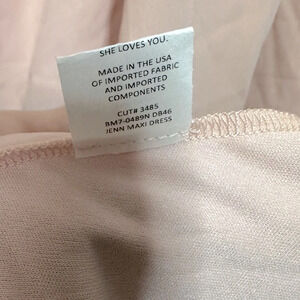 SHE LOVES YOU.
MADE IN THE USA
OF IMPORTED FABRIC
AND IMPORTED
COMPONENTS
CUT# 3485
BM7-0489N DB46
JENN MAXI DRESS